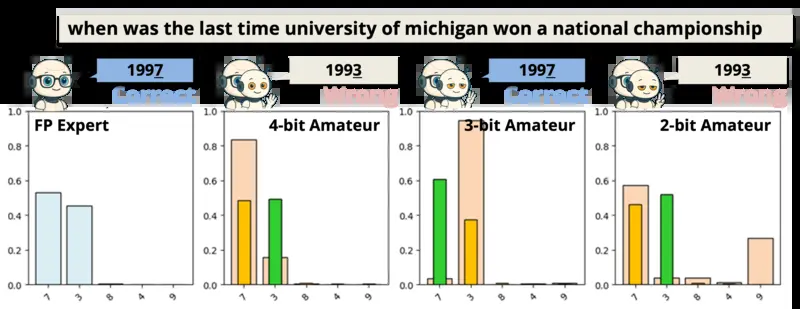 when was the last time university of michigan won a national championship
1997 1993 1997 1993
Correct Wrong Correct Wrong
FP Expert 4-bit Amateur 3-bit Amateur 2-bit Amateur
1.0 1.0 1.0 1.0
0.8 0.8 0.8 0.8
0.6 0.6 0.6 0.6
0.4 0.4 0.4 0.4
0.2 0.2 0.2 0.2
0.0 0.0 0.0 0.0
7 3 8 4 9 7 3 8 4 9 7 3 8 4 9 7 3 8 4 9